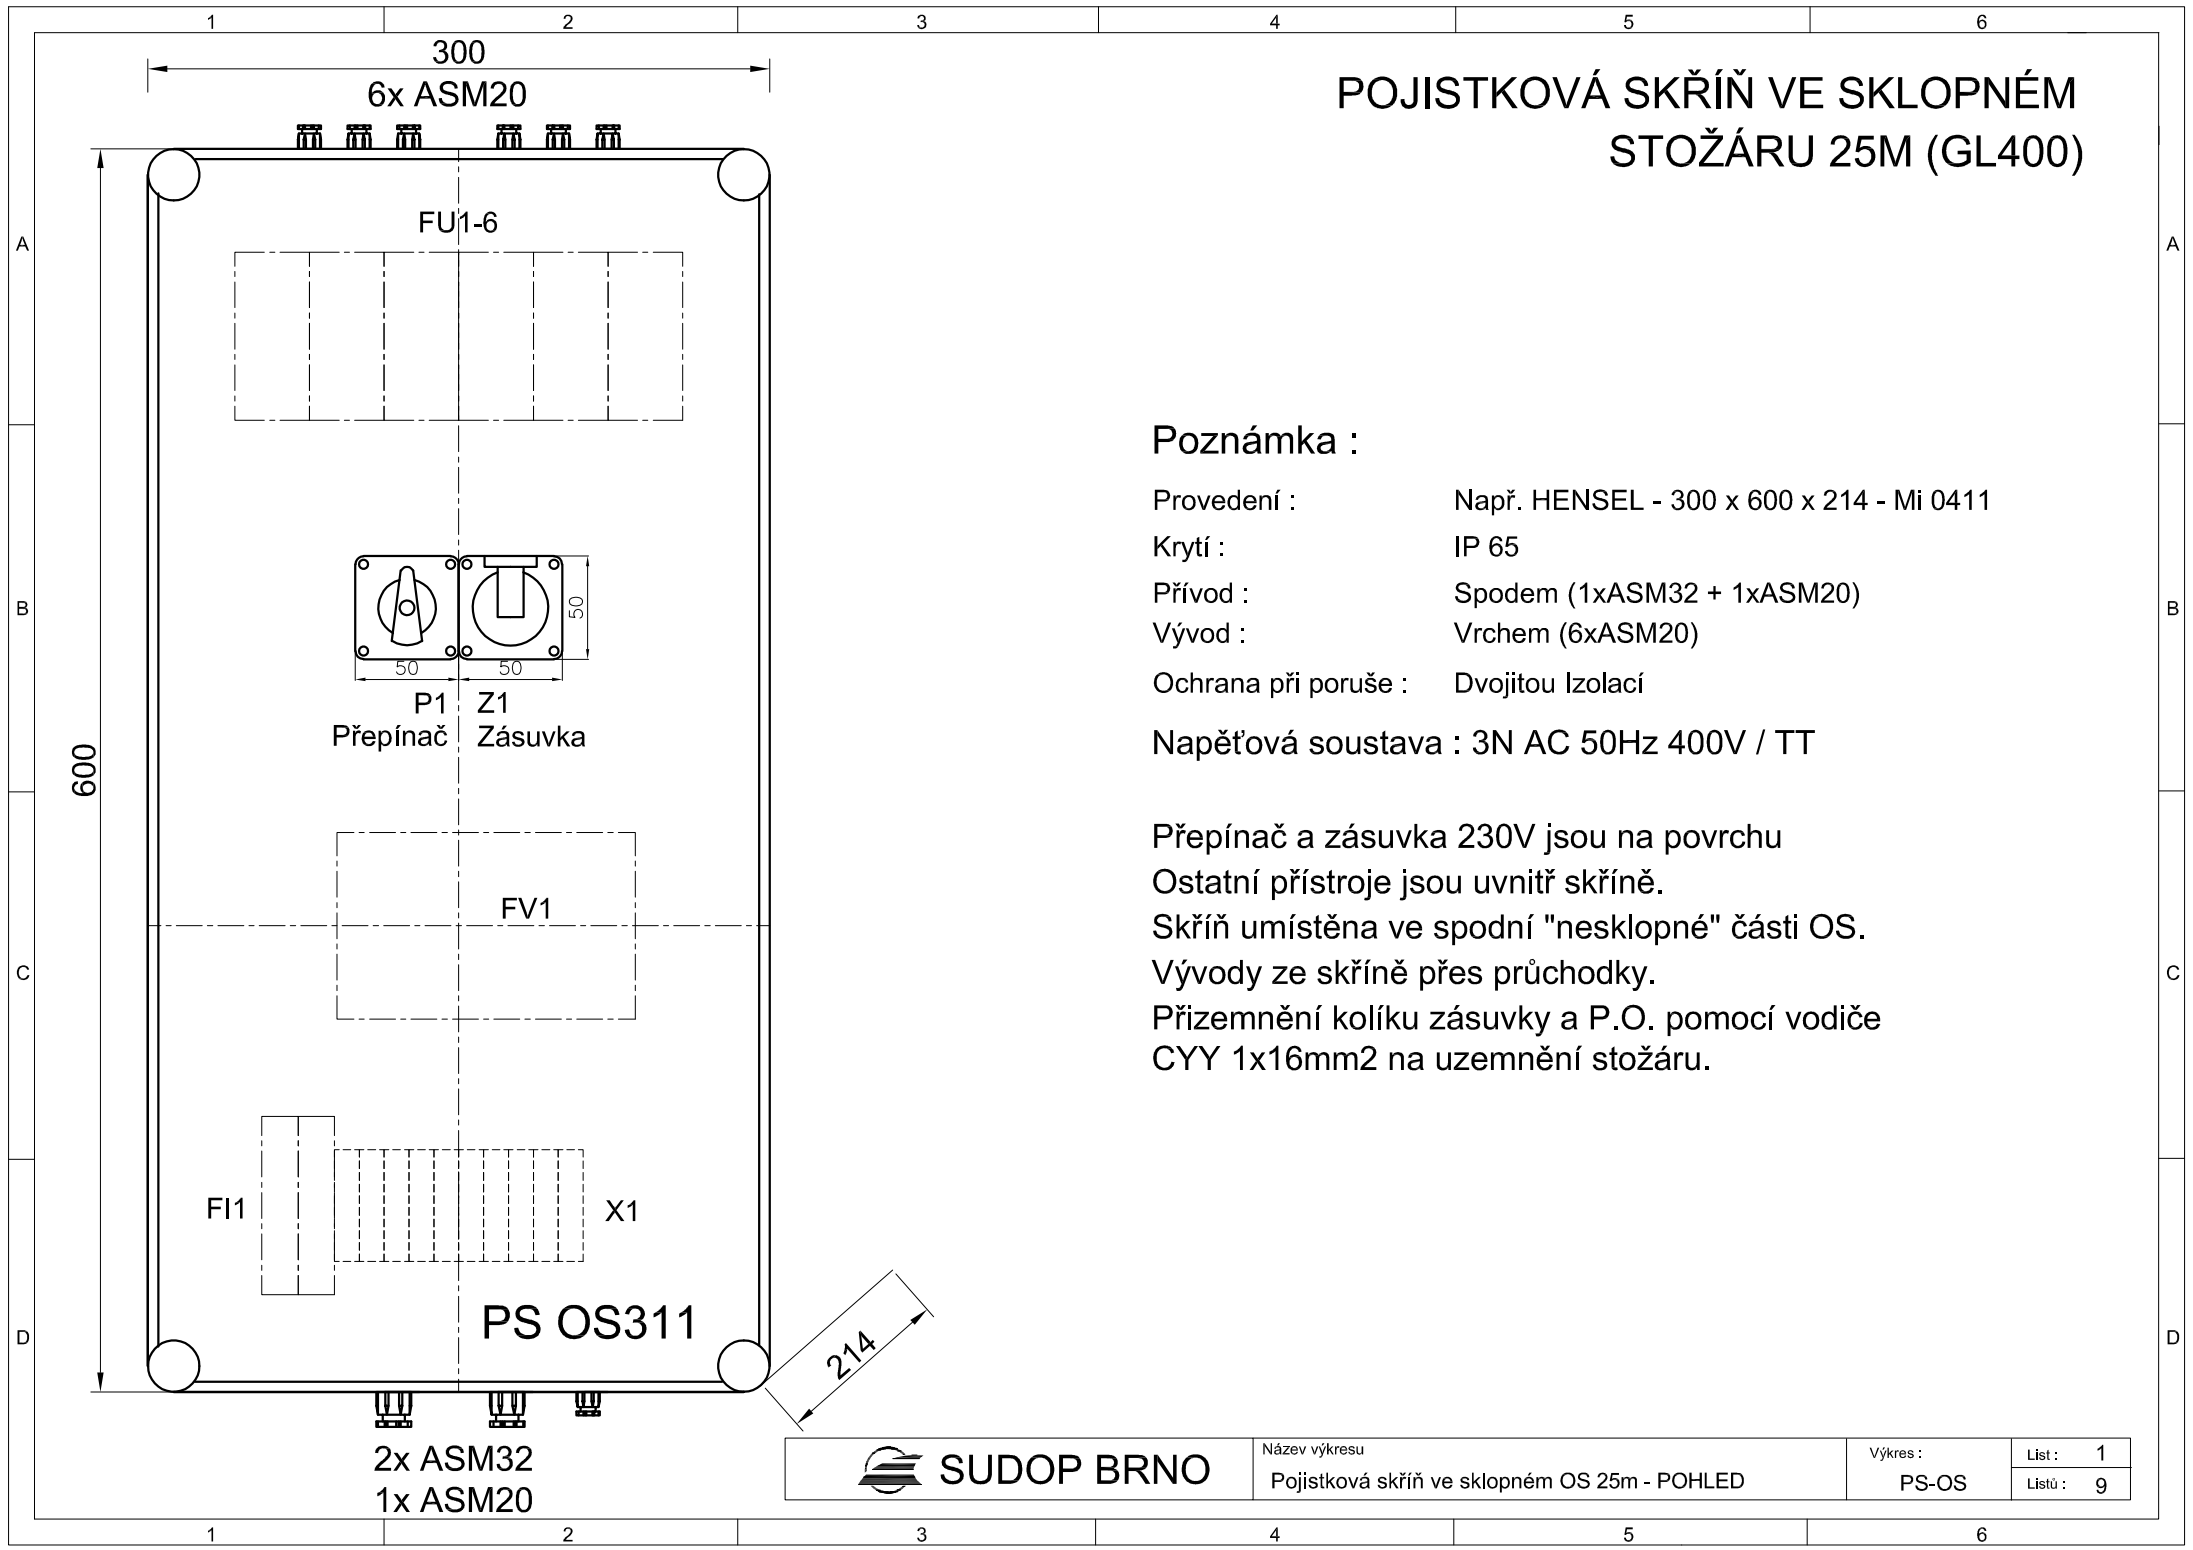 1 2 3 4 5 6
300
6x ASM20
POJISTKOVÁ SKŘÍŇ VE SKLOPNÉM
STOŽÁRU 25M (GL400)
FU1-6
A A
Poznámka :
Provedení : Např. HENSEL - 300 x 600 x 214 - Mi 0411
Krytí : IP 65
Přívod : Spodem (1xASM32 + 1xASM20)
Vývod : Vrchem (6xASM20)
Ochrana při poruše : Dvojitou Izolací
Napěťová soustava : 3N AC 50Hz 400V / TT
B B
50
50 50
P1 Z1
Přepínač Zásuvka
600
Přepínač a zásuvka 230V jsou na povrchu
Ostatní přístroje jsou uvnitř skříně.
Skříň umístěna ve spodní "nesklopné" části OS.
Vývody ze skříně přes průchodky.
Přizemnění kolíku zásuvky a P.O. pomocí vodiče
CYY 1x16mm2 na uzemnění stožáru.
FV1
C C
FI1 X1
PS OS311
D D
214
2x ASM32
1x ASM20
SUDOP BRNO
Název výkresu
Pojistková skříň ve sklopném OS 25m - POHLED
Výkres :
PS-OS
List : 1
Listů : 9
1 2 3 4 5 6